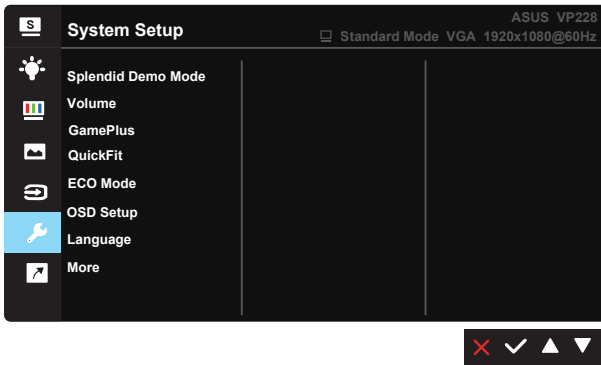 S
System Setup
ASUS VP228
Standard Mode VGA 1920x1080@60Hz
Splendid Demo Mode
Volume
GamePlus
QuickFit
ECO Mode
OSD Setup
Language
More